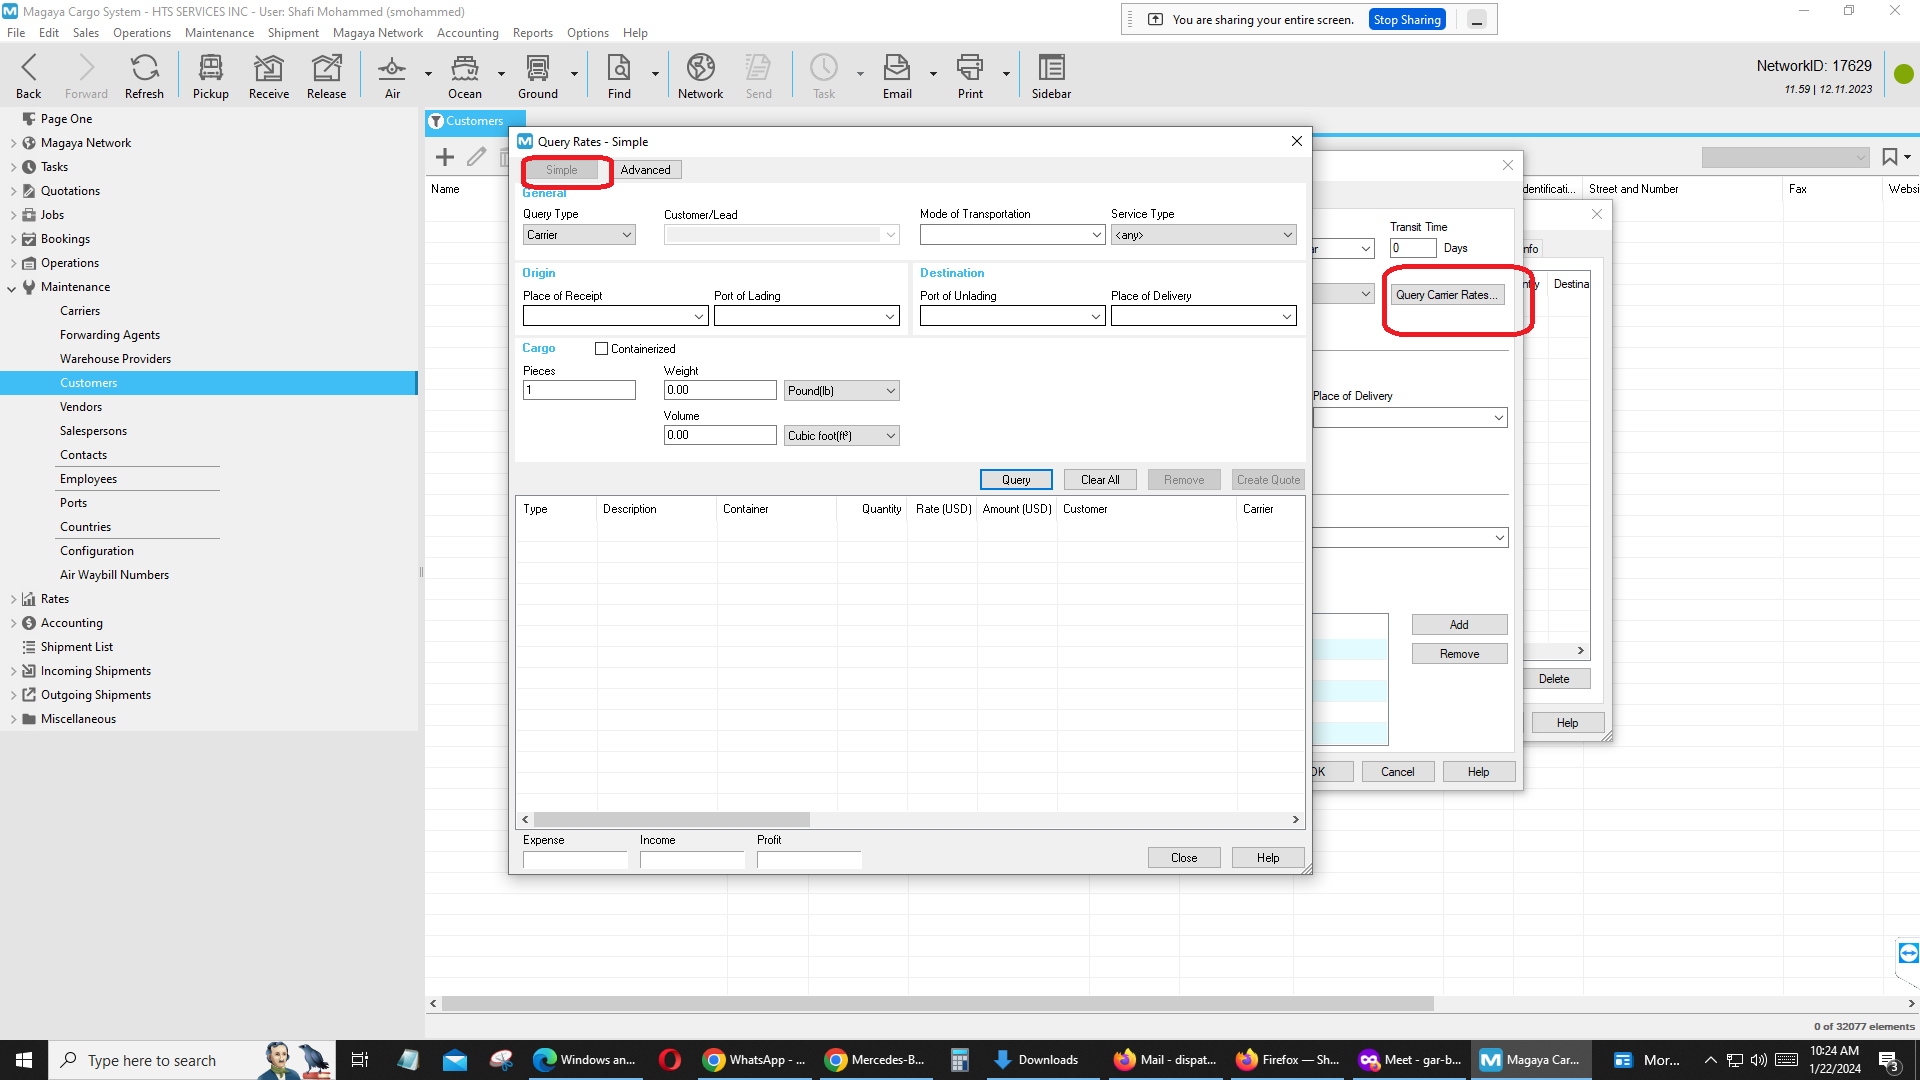 Magaya Cargo System - HTS SERVICES INC - User: Shafi Mohammed (smohammed)
You are sharing your entire screen. Stop Sharing
File Edit Sales Operations Maintenance Shipment Magaya Network Accounting Reports Options Help
Back Forward Refresh Pickup Receive Release Air Ocean Ground Find Network Send Task Email Print Sidebar
NetworkID: 17629
11.59 | 12.11.2023
Page One
Magaya Network
Tasks
Quotations
Jobs
Bookings
Operations
Maintenance
Carriers
Forwarding Agents
Warehouse Providers
Customers
Vendors
Salespersons
Contacts
Employees
Ports
Countries
Configuration
Air Waybill Numbers
Rates
Accounting
Shipment List
Incoming Shipments
Outgoing Shipments
Miscellaneous
Customers
Name
dentificati... Street and Number Fax Websi
Query Rates - Simple
Simple Advanced
General
Query Type Customer/Lead Mode of Transportation Service Type
Carrier <any>
Origin Destination
Place of Receipt Port of Lading Port of Unlading Place of Delivery
Cargo Containerized
Pieces Weight
1 0.00 Pound(lb)
Volume
0.00 Cubic foot(ft³)
Query Clear All Remove Create Quote
Type Description Container Quantity Rate (USD) Amount (USD) Customer Carrier
Expense Income Profit
Close Help
Transit Time
0 Days
Query Carrier Rates...
Place of Delivery
Add
Remove
OK Cancel Help
nfo
Destina
Delete
Help
0 of 32077 elements
Type here to search
Windows an...
WhatsApp - ...
Mercedes-B...
Downloads
Mail - dispat...
Firefox — Sh...
Meet - gar-b...
Magaya Car...
Mor...
10:24 AM
1/22/2024
3